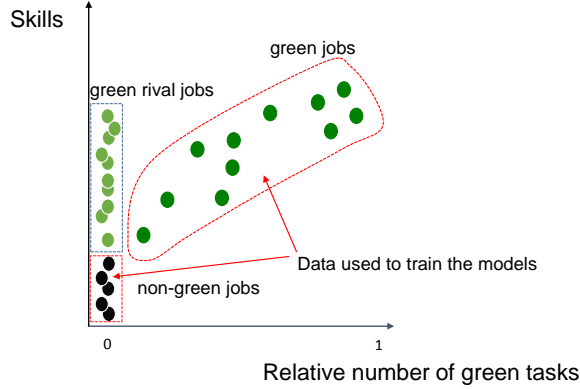 Skills
green jobs
green rival jobs
Data used to train the models
non-green jobs
0
1
Relative number of green tasks